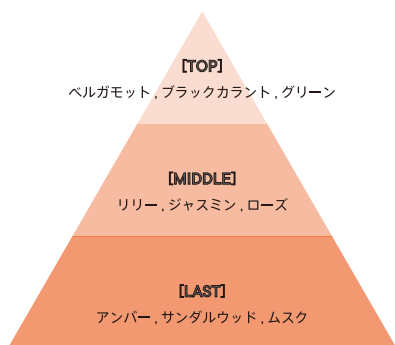 [TOP]
ベルガモット , ブラックカラント , グリーン
[MIDDLE]
リリー , ジャスミン , ローズ
[LAST]
アンバー , サンダルウッド , ムスク